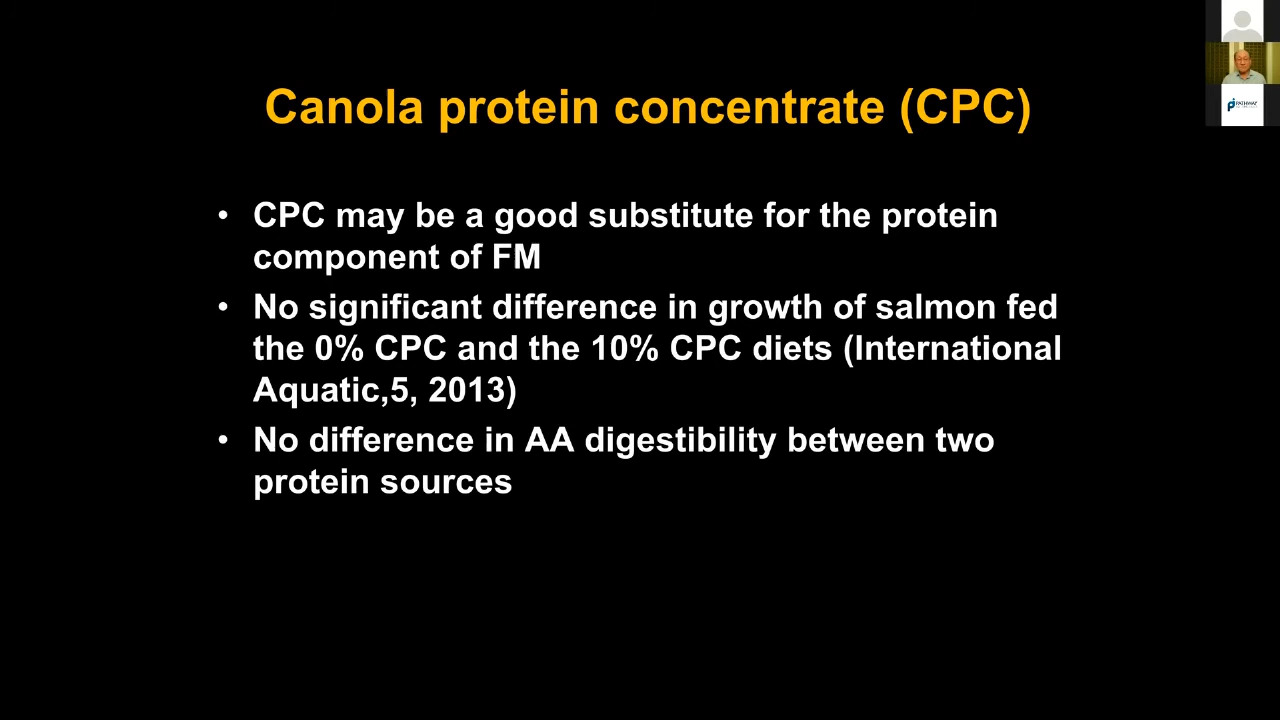 Canola protein concentrate (CPC)
• CPC may be a good substitute for the protein
component of FM
• No significant difference in growth of salmon fed
the 0% CPC and the 10% CPC diets (International
Aquatic,5, 2013)
• No difference in AA digestibility between two
protein sources
PATHWAY